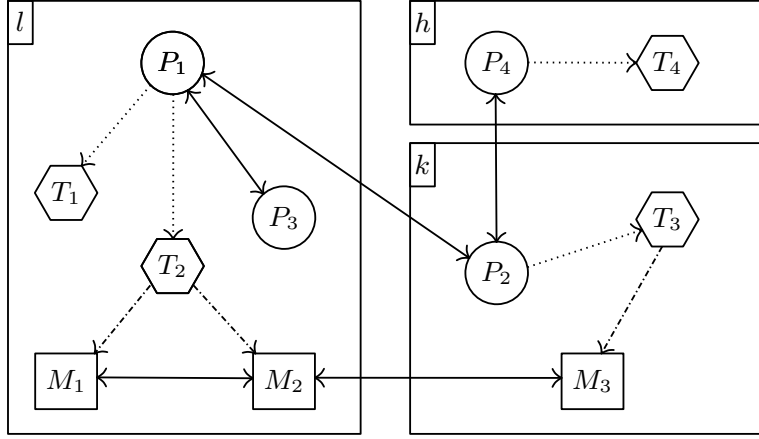 l
P₁
T₁
P₃
T₂
M₁
M₂
h
P₄
T₄
k
T₃
P₂
M₃